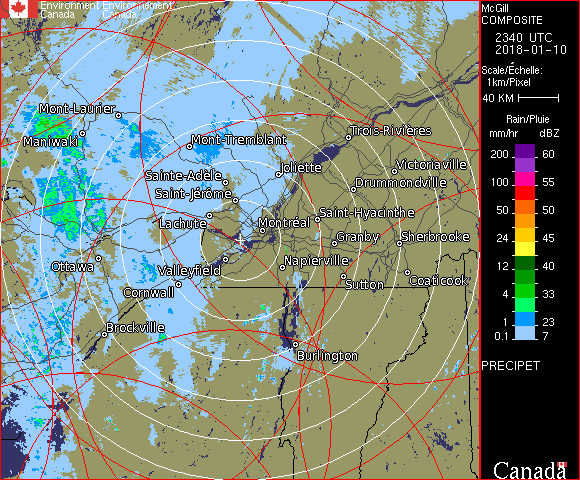 Environment Environnement
Canada Canada
Mont-Laurier
Maniwaki
Mont-Tremblant
Trois-Rivières
Sainte-Adèle
Joliette
Victoriaville
Saint-Jérôme
Drummondville
Lachute
Montréal
Saint-Hyacinthe
Granby
Sherbrooke
Ottawa
Valleyfield
Napierville
Cornwall
Sutton
Coaticook
Brockville
Burlington
McGill
COMPOSITE
2340 UTC
2018-01-10
Scale/Échelle:
1km/Pixel
40 KM
Rain/Pluie
mm/hr dBZ
200 60
100 55
50 50
24 45
12 40
4 33
1 23
0.1 7
PRECIPET
Canada